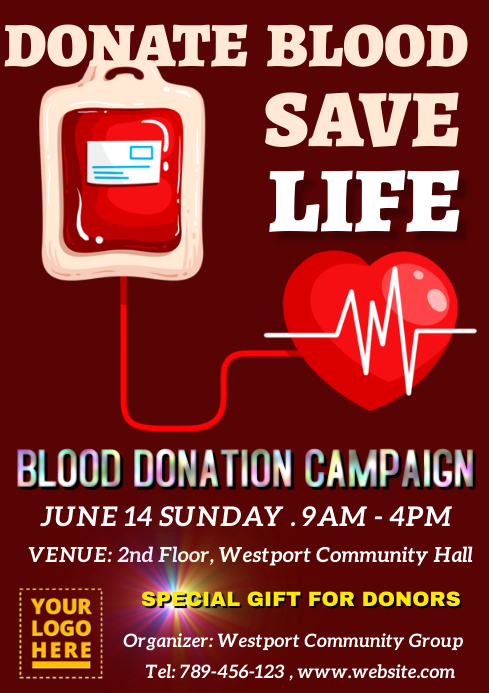 DONATE BLOOD
SAVE
LIFE
BLOOD DONATION CAMPAIGN
JUNE 14 SUNDAY . 9AM - 4PM
VENUE: 2nd Floor, Westport Community Hall
SPECIAL GIFT FOR DONORS
YOUR
LOGO
HERE
Organizer: Westport Community Group
Tel: 789-456-123 , www.website.com